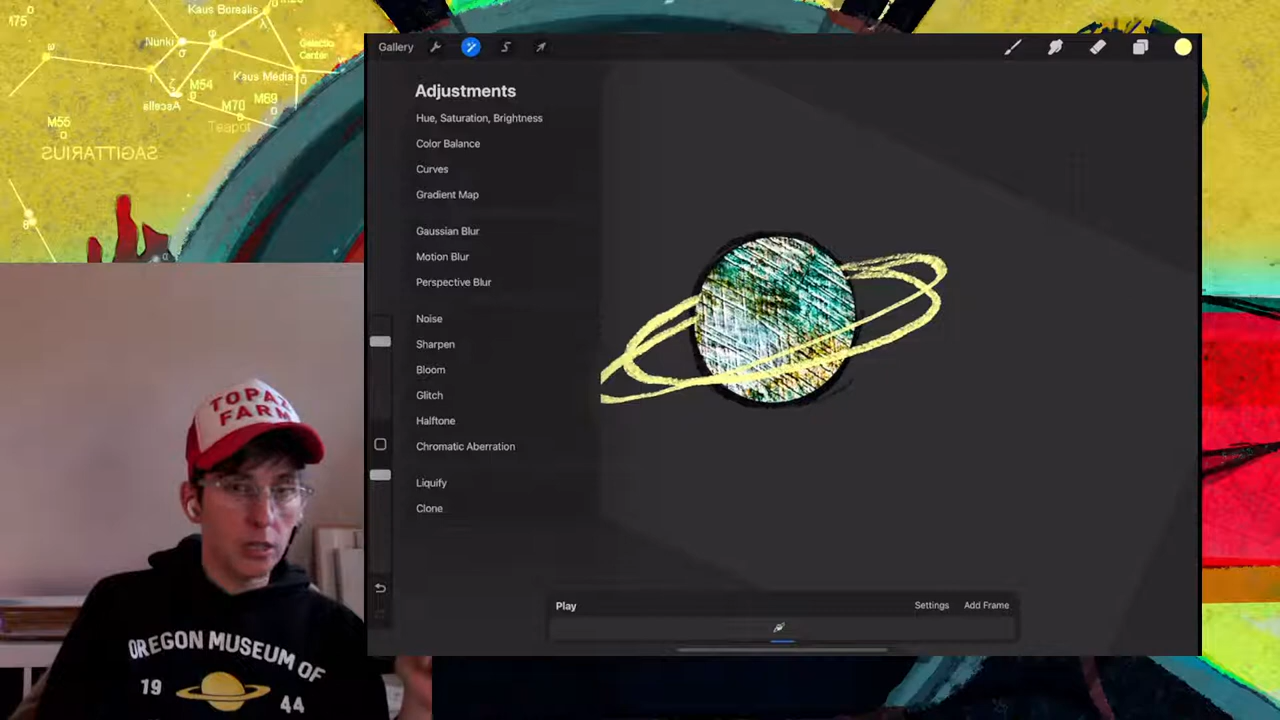 M75
Kaus Borealis
Nunki
Galactic
Center
Kaus Media
M54
Ascella
M70
M69
M55
Teapot
SAGITTARIUS
Gallery
Adjustments
Hue, Saturation, Brightness
Color Balance
Curves
Gradient Map
Gaussian Blur
Motion Blur
Perspective Blur
Noise
Sharpen
Bloom
Glitch
Halftone
Chromatic Aberration
Liquify
Clone
Play
Settings
Add Frame
TOPAZ
FARM
OREGON MUSEUM OF
19 44